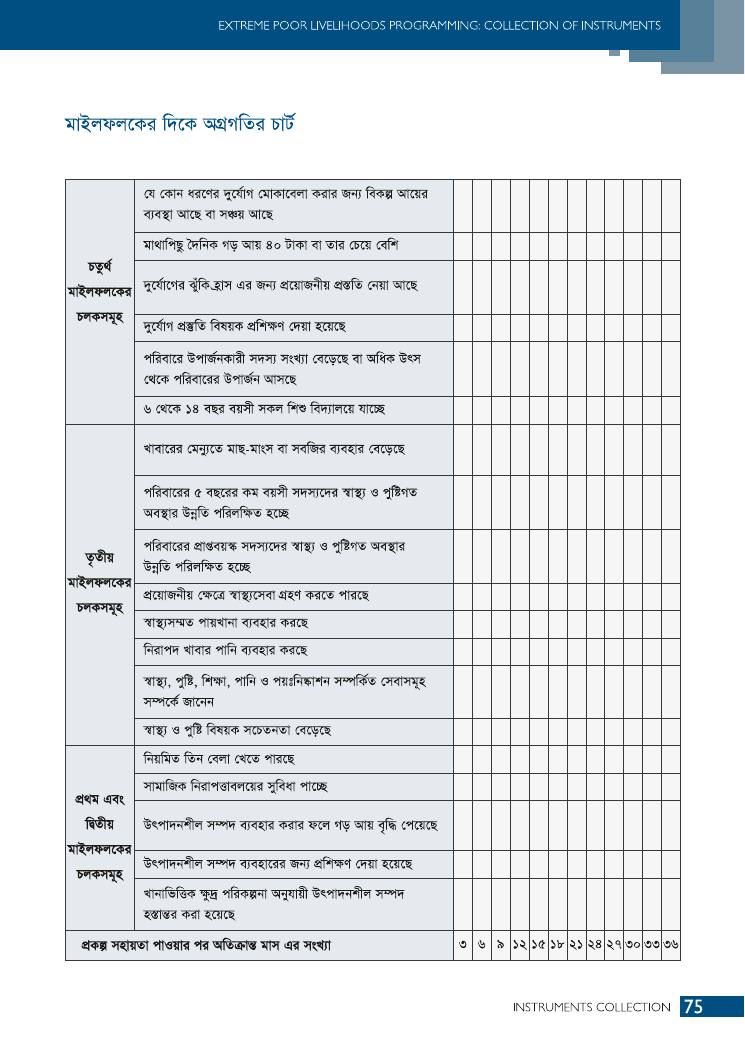 EXTREME POOR LIVELIHOODS PROGRAMMING: COLLECTION OF INSTRUMENTS
মাইলফলকের দিকে অগ্রগতির চার্ট
চতুর্থ
মাইলফলকের
চলকসমূহ
যে কোন ধরণের দুর্যোগ মোকাবেলা করার জন্য বিকল্প আয়ের
ব্যবস্থা আছে বা সঞ্চয় আছে
মাথাপিছু দৈনিক গড় আয় ৪০ টাকা বা তার চেয়ে বেশি
দুর্যোগের ঝুঁকি হ্রাস এর জন্য প্রয়োজনীয় প্রস্ততি নেয়া আছে
দুর্যোগ প্রস্তুতি বিষয়ক প্রশিক্ষণ দেয়া হয়েছে
পরিবারে উপার্জনকারী সদস্য সংখ্যা বেড়েছে বা অধিক উৎস
থেকে পরিবারের উপার্জন আসছে
৬ থেকে ১৪ বছর বয়সী সকল শিশু বিদ্যালয়ে যাচ্ছে
তৃতীয়
মাইলফলকের
চলকসমূহ
খাবারের মেন্যুতে মাছ-মাংস বা সবজির ব্যবহার বেড়েছে
পরিবারের ৫ বছরের কম বয়সী সদস্যদের স্বাস্থ্য ও পুষ্টিগত
অবস্থার উন্নতি পরিলক্ষিত হচ্ছে
পরিবারের প্রাপ্তবয়স্ক সদস্যদের স্বাস্থ্য ও পুষ্টিগত অবস্থার
উন্নতি পরিলক্ষিত হচ্ছে
প্রয়োজনীয় ক্ষেত্রে স্বাস্থ্যসেবা গ্রহণ করতে পারছে
স্বাস্থ্যসম্মত পায়খানা ব্যবহার করছে
নিরাপদ খাবার পানি ব্যবহার করছে
স্বাস্থ্য, পুষ্টি, শিক্ষা, পানি ও পয়ঃনিষ্কাশন সম্পর্কিত সেবাসমূহ
সম্পর্কে জানেন
স্বাস্থ্য ও পুষ্টি বিষয়ক সচেতনতা বেড়েছে
প্রথম এবং
দ্বিতীয়
মাইলফলকের
চলকসমূহ
নিয়মিত তিন বেলা খেতে পারছে
সামাজিক নিরাপত্তাবলয়ের সুবিধা পাচ্ছে
উৎপাদনশীল সম্পদ ব্যবহার করার ফলে গড় আয় বৃদ্ধি পেয়েছে
উৎপাদনশীল সম্পদ ব্যবহারের জন্য প্রশিক্ষণ দেয়া হয়েছে
খানাভিত্তিক ক্ষুদ্র পরিকল্পনা অনুযায়ী উৎপাদনশীল সম্পদ
হস্তান্তর করা হয়েছে
প্রকল্প সহায়তা পাওয়ার পর অতিক্রান্ত মাস এর সংখ্যা ৩ ৬ ৯ ১২ ১৫ ১৮ ২১ ২৪ ২৭ ৩০ ৩৩ ৩৬
INSTRUMENTS COLLECTION 75